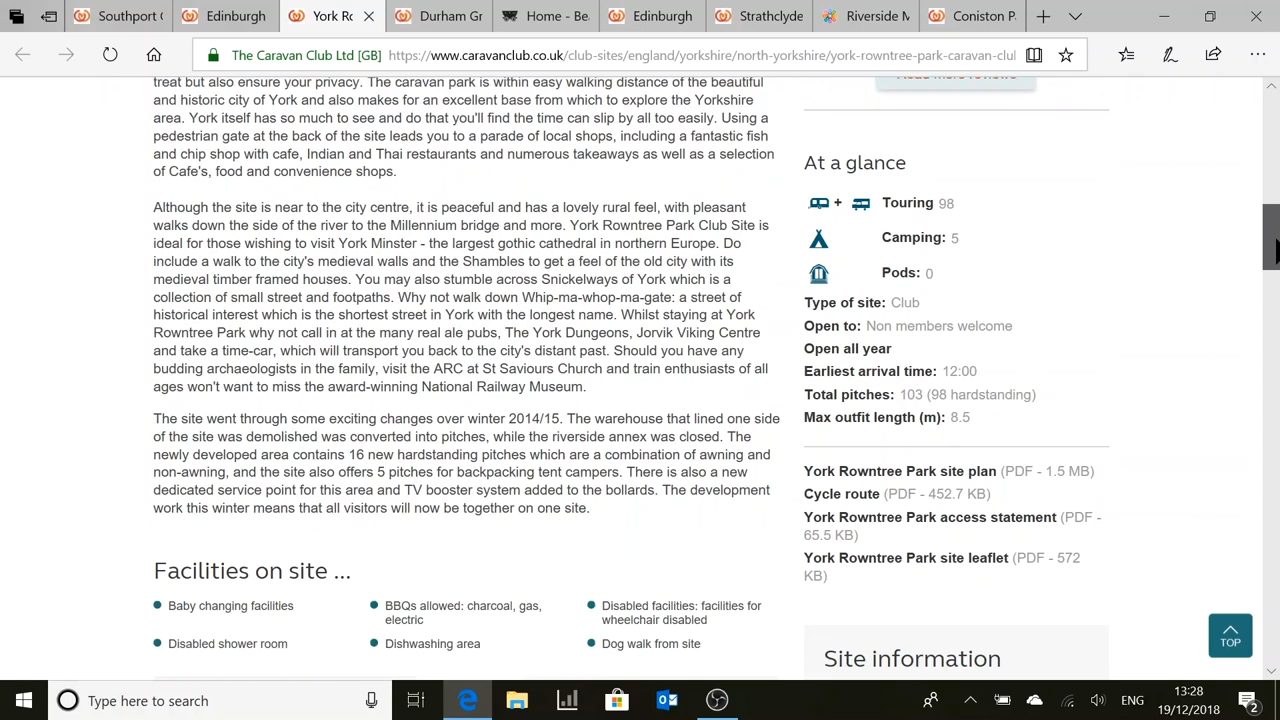 Southport C
Edinburgh
York Ro
Durham Gr
Home - Be
Edinburgh
Strathclyde
Riverside M
Coniston P
The Caravan Club Ltd [GB] https://www.caravanclub.co.uk/club-sites/england/yorkshire/north-yorkshire/york-rowntree-park-caravan-clu
treat but also ensure your privacy. The caravan park is within easy walking distance of the beautiful
and historic city of York and also makes for an excellent base from which to explore the Yorkshire
area. York itself has so much to see and do that you'll find the time can slip by all too easily. Using a
pedestrian gate at the back of the site leads you to a parade of local shops, including a fantastic fish
and chip shop with cafe, Indian and Thai restaurants and numerous takeaways as well as a selection
of Cafe's, food and convenience shops.
Although the site is near to the city centre, it is peaceful and has a lovely rural feel, with pleasant
walks down the side of the river to the Millennium bridge and more. York Rowntree Park Club Site is
ideal for those wishing to visit York Minster - the largest gothic cathedral in northern Europe. Do
include a walk to the city's medieval walls and the Shambles to get a feel of the old city with its
medieval timber framed houses. You may also stumble across Snickelways of York which is a
collection of small street and footpaths. Why not walk down Whip-ma-whop-ma-gate: a street of
historical interest which is the shortest street in York with the longest name. Whilst staying at York
Rowntree Park why not call in at the many real ale pubs, The York Dungeons, Jorvik Viking Centre
and take a time-car, which will transport you back to the city's distant past. Should you have any
budding archaeologists in the family, visit the ARC at St Saviours Church and train enthusiasts of all
ages won't want to miss the award-winning National Railway Museum.
The site went through some exciting changes over winter 2014/15. The warehouse that lined one side
of the site was demolished was converted into pitches, while the riverside annex was closed. The
newly developed area contains 16 new hardstanding pitches which are a combination of awning and
non-awning, and the site also offers 5 pitches for backpacking tent campers. There is also a new
dedicated service point for this area and TV booster system added to the bollards. The development
work this winter means that all visitors will now be together on one site.
Facilities on site ...
Baby changing facilities
BBQs allowed: charcoal, gas,
electric
Disabled facilities: facilities for
wheelchair disabled
Disabled shower room
Dishwashing area
Dog walk from site
Read more reviews
At a glance
+ Touring 98
Camping: 5
Pods: 0
Type of site: Club
Open to: Non members welcome
Open all year
Earliest arrival time: 12:00
Total pitches: 103 (98 hardstanding)
Max outfit length (m): 8.5
York Rowntree Park site plan (PDF - 1.5 MB)
Cycle route (PDF - 452.7 KB)
York Rowntree Park access statement (PDF -
65.5 KB)
York Rowntree Park site leaflet (PDF - 572
KB)
Site information
TOP
Type here to search
ENG
13:28
19/12/2018
2